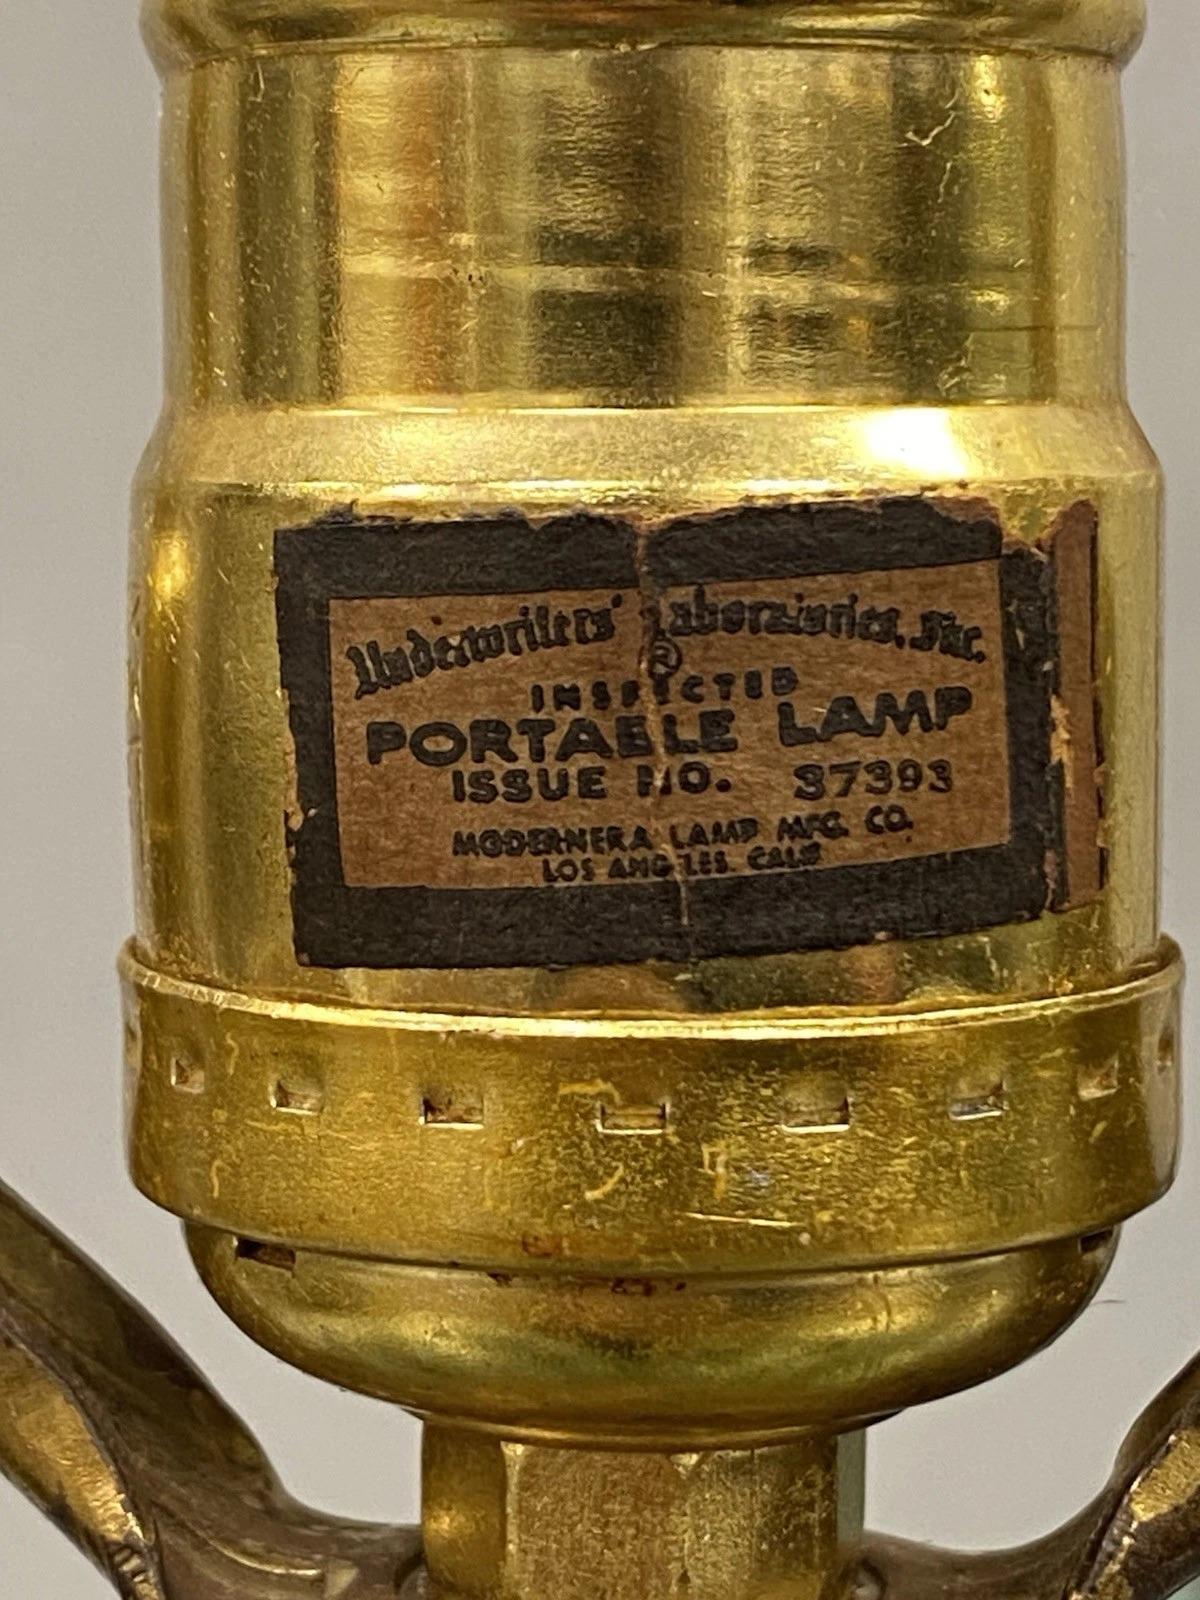 Underwriters' Laboratories, Inc.
®
INSPECTED
PORTABLE LAMP
ISSUE NO. 37393
MODERNERA LAMP MFG. CO.
LOS ANGELES, CALIF